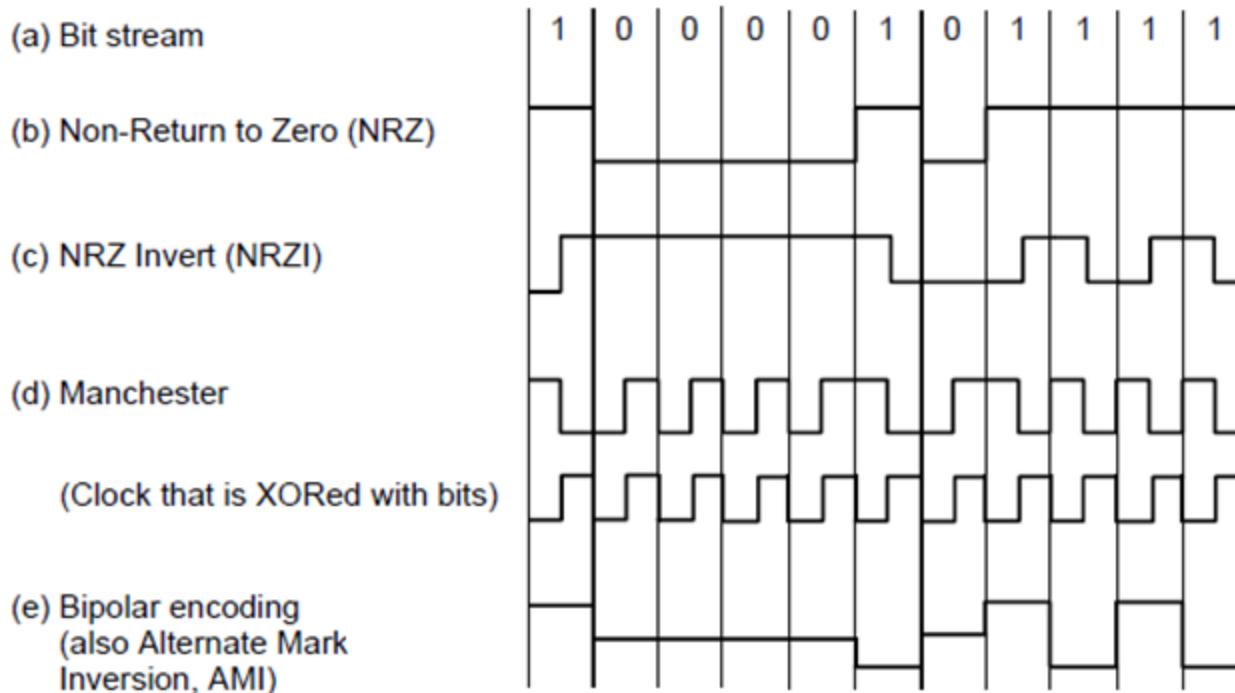 (a) Bit stream 1 0 0 0 0 1 0 1 1 1 1
(b) Non-Return to Zero (NRZ)
(c) NRZ Invert (NRZI)
(d) Manchester
(Clock that is XORed with bits)
(e) Bipolar encoding
(also Alternate Mark
Inversion, AMI)